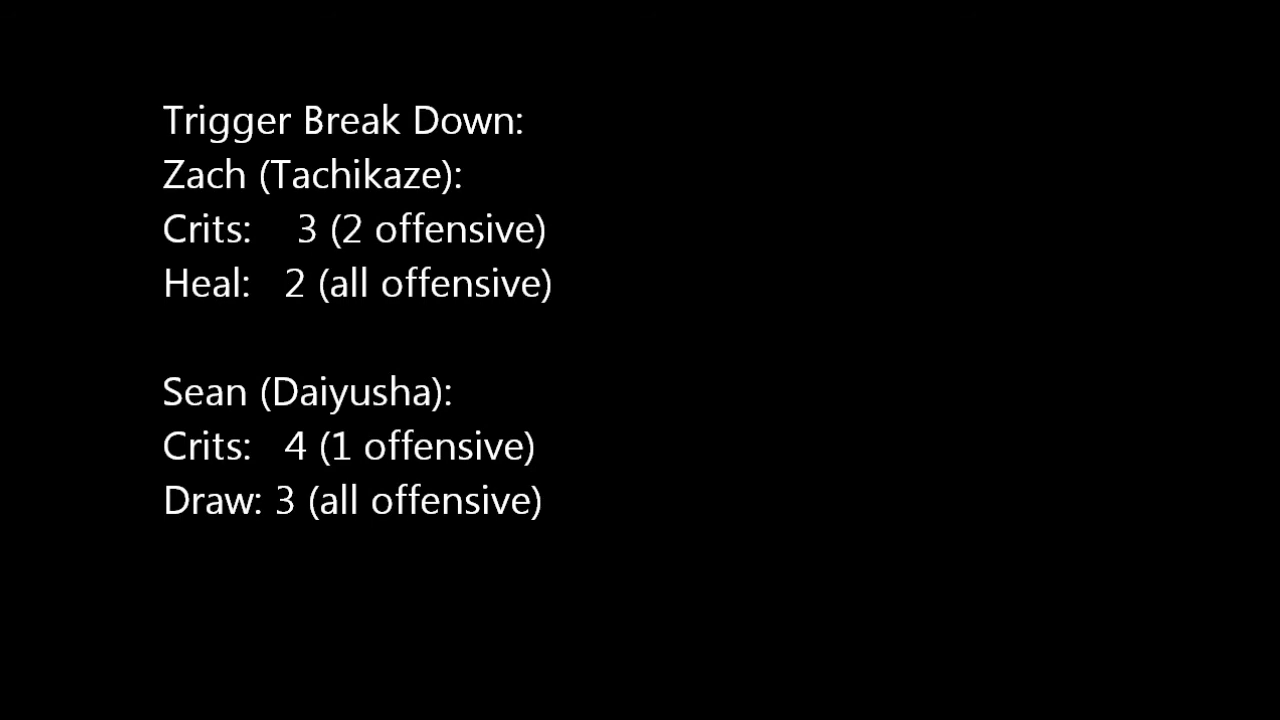 Trigger Break Down:
Zach (Tachikaze):
Crits: 3 (2 offensive)
Heal: 2 (all offensive)
Sean (Daiyusha):
Crits: 4 (1 offensive)
Draw: 3 (all offensive)